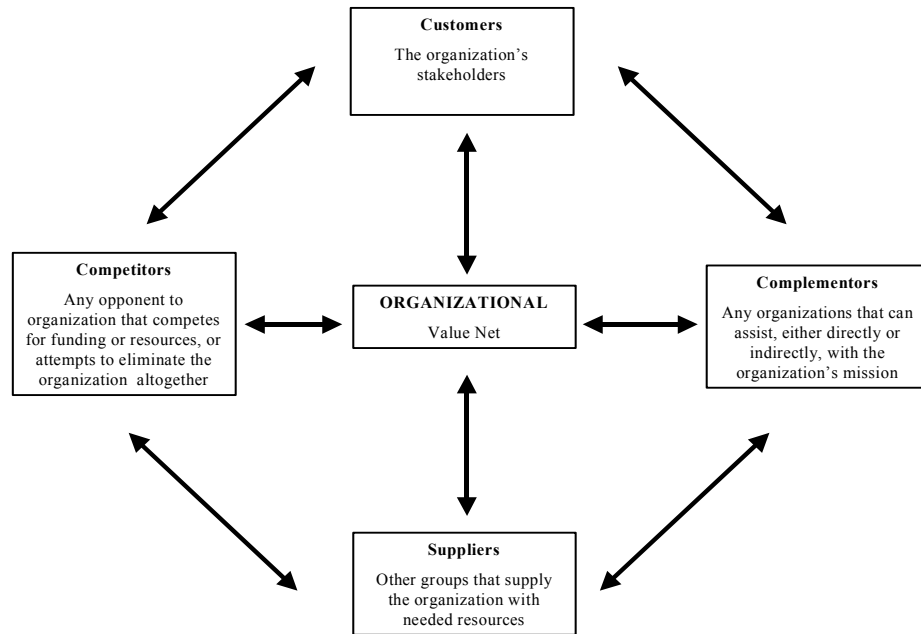 Customers
The organization’s
stakeholders
Competitors
Any opponent to
organization that competes
for funding or resources, or
attempts to eliminate the
organization altogether
ORGANIZATIONAL
Value Net
Complementors
Any organizations that can
assist, either directly or
indirectly, with the
organization’s mission
Suppliers
Other groups that supply
the organization with
needed resources